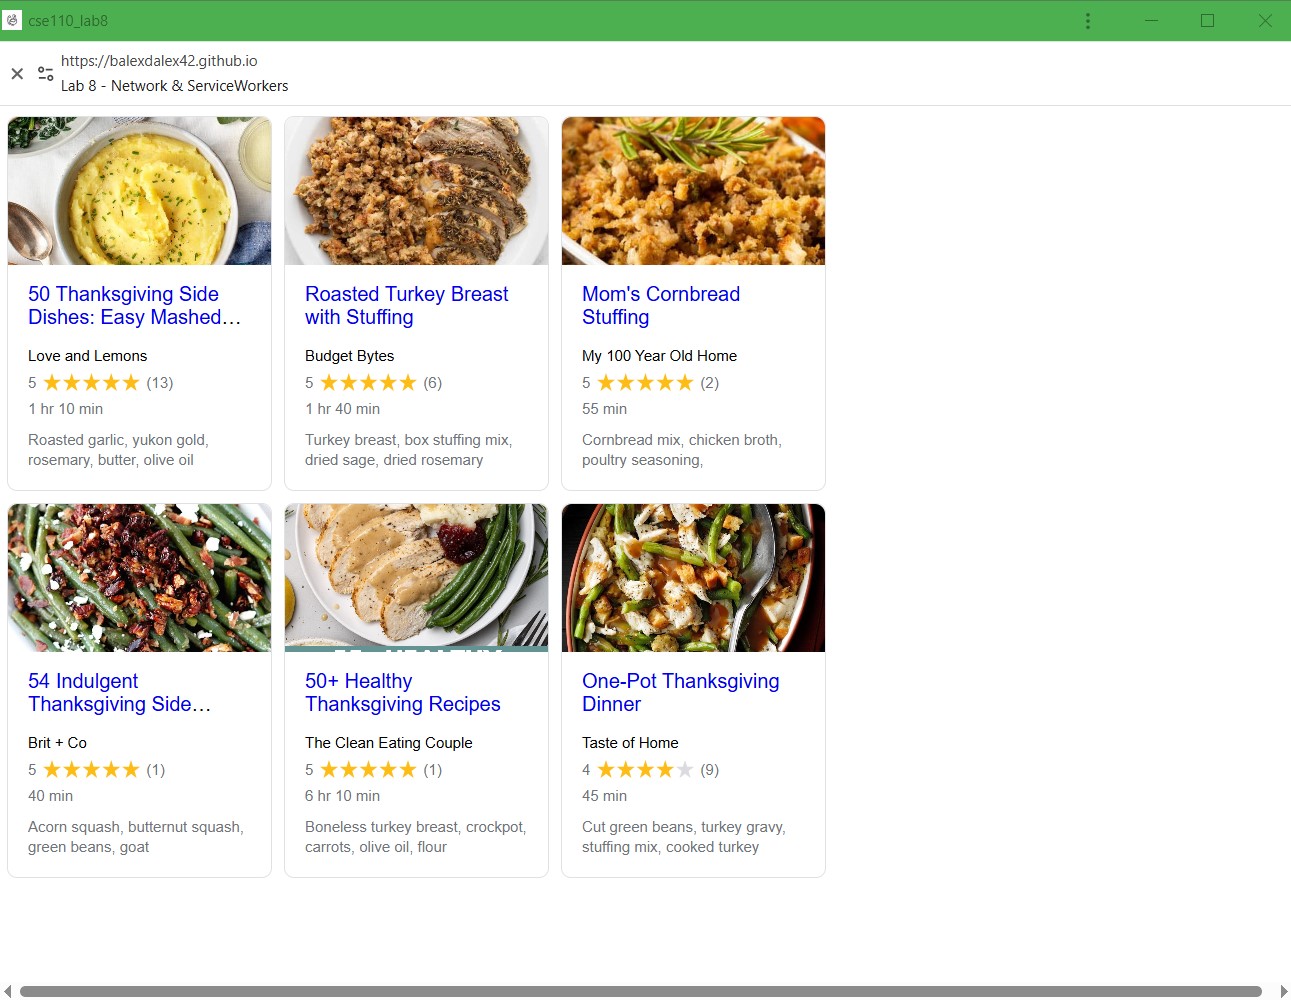 cse110_lab8
https://balexdalex42.github.io
Lab 8 - Network & ServiceWorkers
50 Thanksgiving Side
Dishes: Easy Mashed…
Love and Lemons
5 ★★★★★ (13)
1 hr 10 min
Roasted garlic, yukon gold,
rosemary, butter, olive oil
Roasted Turkey Breast
with Stuffing
Budget Bytes
5 ★★★★★ (6)
1 hr 40 min
Turkey breast, box stuffing mix,
dried sage, dried rosemary
Mom's Cornbread
Stuffing
My 100 Year Old Home
5 ★★★★★ (2)
55 min
Cornbread mix, chicken broth,
poultry seasoning,
54 Indulgent
Thanksgiving Side…
Brit + Co
5 ★★★★★ (1)
40 min
Acorn squash, butternut squash,
green beans, goat
50+ Healthy
Thanksgiving Recipes
The Clean Eating Couple
5 ★★★★★ (1)
6 hr 10 min
Boneless turkey breast, crockpot,
carrots, olive oil, flour
One-Pot Thanksgiving
Dinner
Taste of Home
4 ★★★★★ (9)
45 min
Cut green beans, turkey gravy,
stuffing mix, cooked turkey